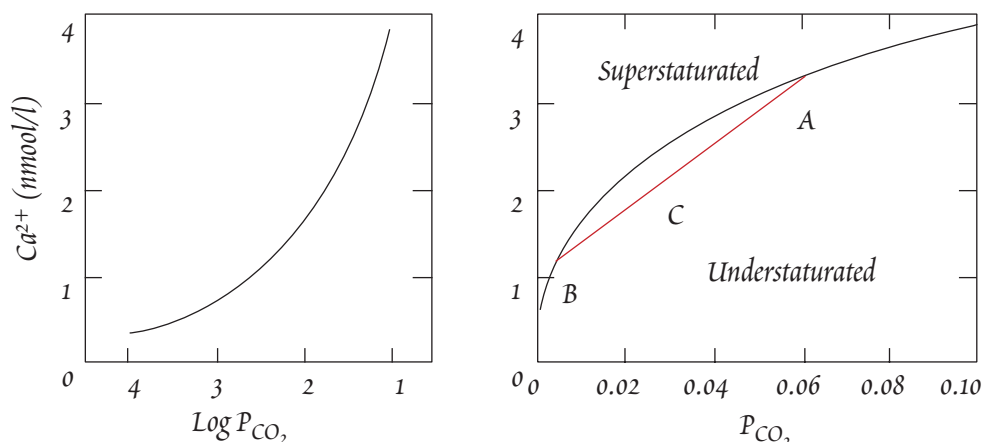 4
3
2
1
0
Ca²⁺ (nmool/l)
4 3 2 1
Log P_CO₂
4
3
2
1
0
Superstaturated
A
C
B
Understaturated
0 0.02 0.04 0.06 0.08 0.10
P_CO₂